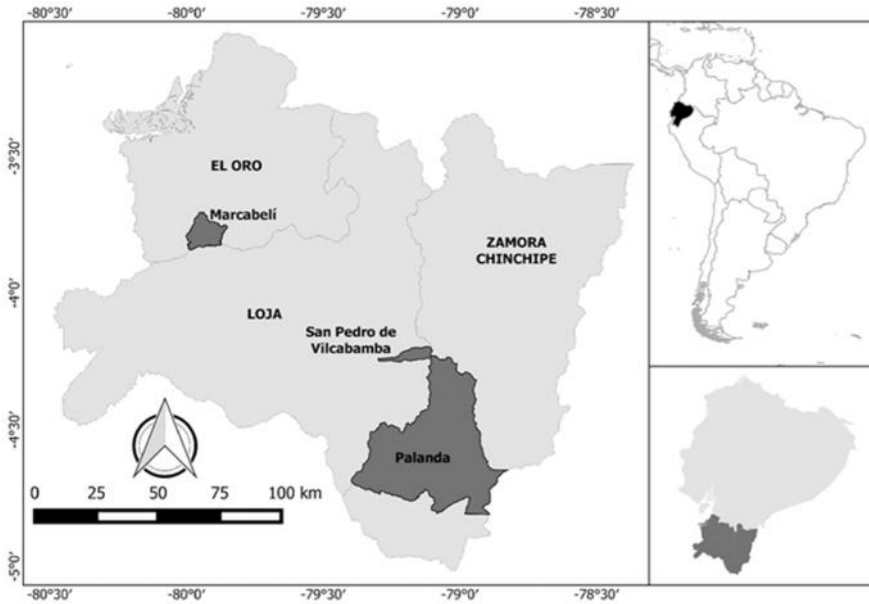 -80°30' -80°0' -79°30' -79°0' -78°30'
-3°30'
EL ORO
Marcabelí
ZAMORA
CHINCHIPE
-4°0'
LOJA
San Pedro de
Vilcabamba
-4°30'
Palanda
0 25 50 75 100 km
-5°0'
-80°30' -80°0' -79°30' -79°0' -78°30'